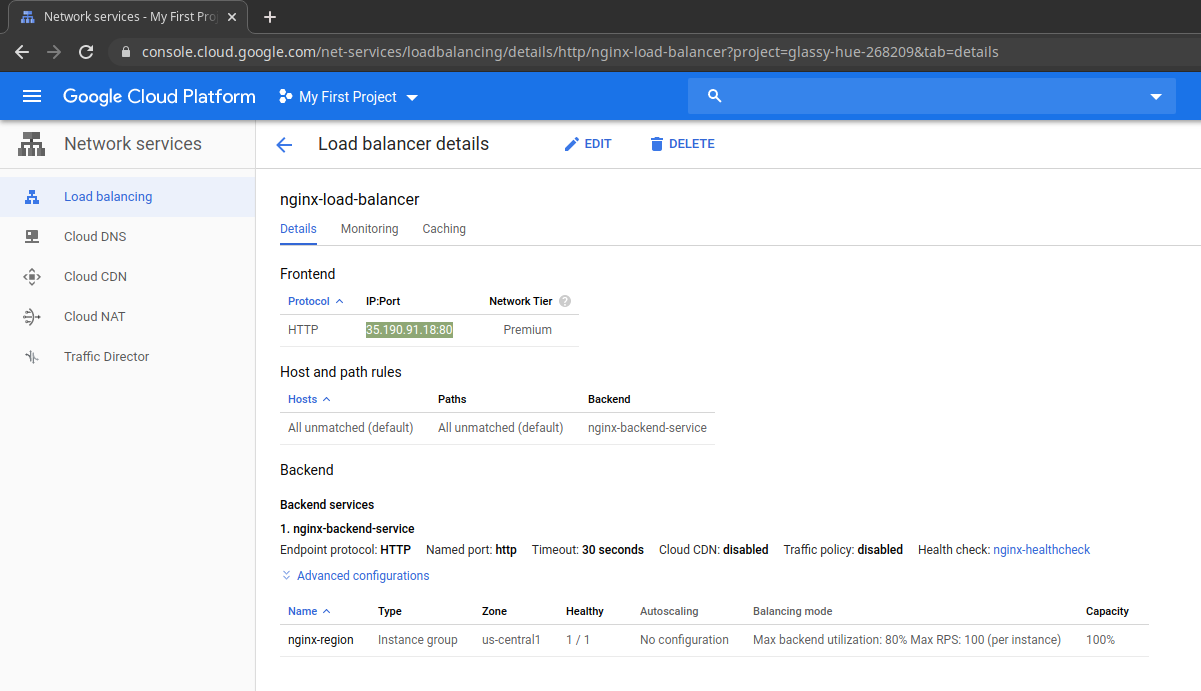 Network services - My First Pro
console.cloud.google.com/net-services/loadbalancing/details/http/nginx-load-balancer?project=glassy-hue-268209&tab=details
Google Cloud Platform My First Project
Network services
Load balancer details EDIT DELETE
Load balancing
Cloud DNS
Cloud CDN
Cloud NAT
Traffic Director
nginx-load-balancer
Details Monitoring Caching
Frontend
Protocol IP:Port Network Tier ?
HTTP 35.190.91.18:80 Premium
Host and path rules
Hosts Paths Backend
All unmatched (default) All unmatched (default) nginx-backend-service
Backend
Backend services
1. nginx-backend-service
Endpoint protocol: HTTP Named port: http Timeout: 30 seconds Cloud CDN: disabled Traffic policy: disabled Health check: nginx-healthcheck
Advanced configurations
Name Type Zone Healthy Autoscaling Balancing mode Capacity
nginx-region Instance group us-central1 1 / 1 No configuration Max backend utilization: 80% Max RPS: 100 (per instance) 100%